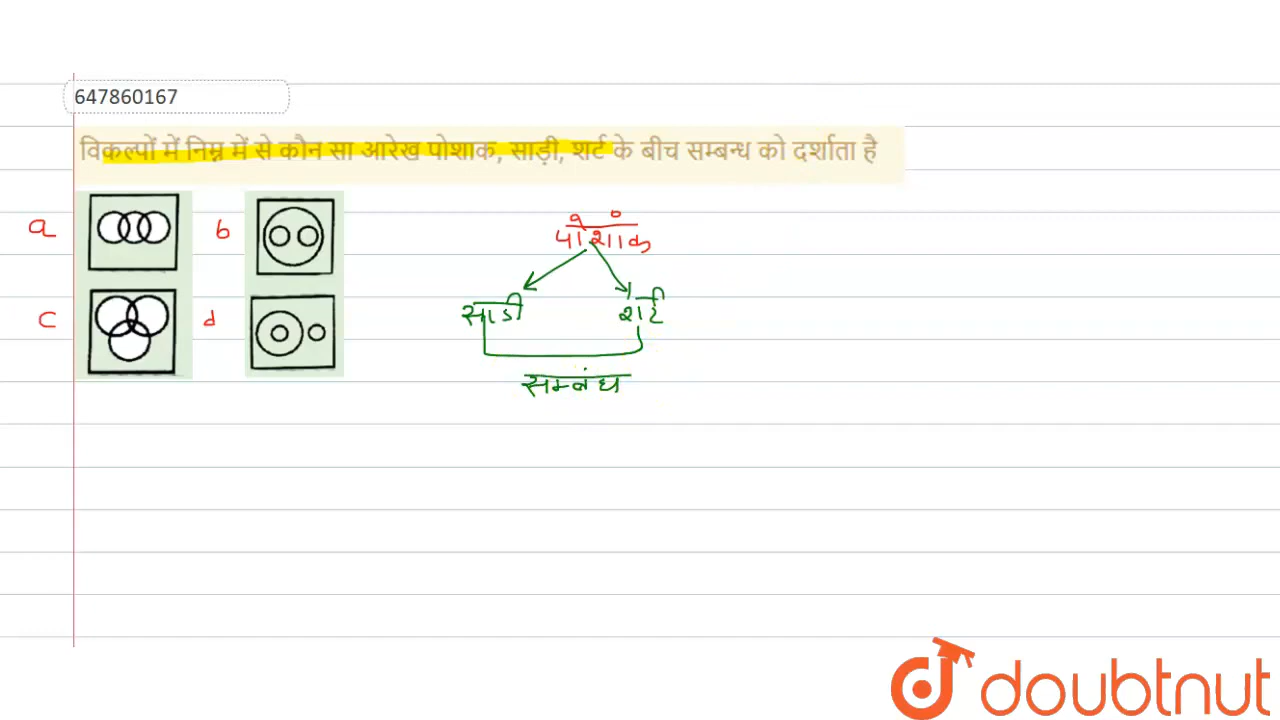 647860167
विकल्पों में निम्न में से कौन सा आरेख पोशाक, साड़ी, शर्ट के बीच सम्बन्ध को दर्शाता है
a
b
पोशाक
साडी
शर्ट
c
d
सम्बंध
doubtnut